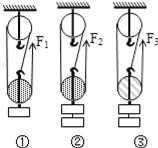 F₁ F₂ F₃
① ② ③